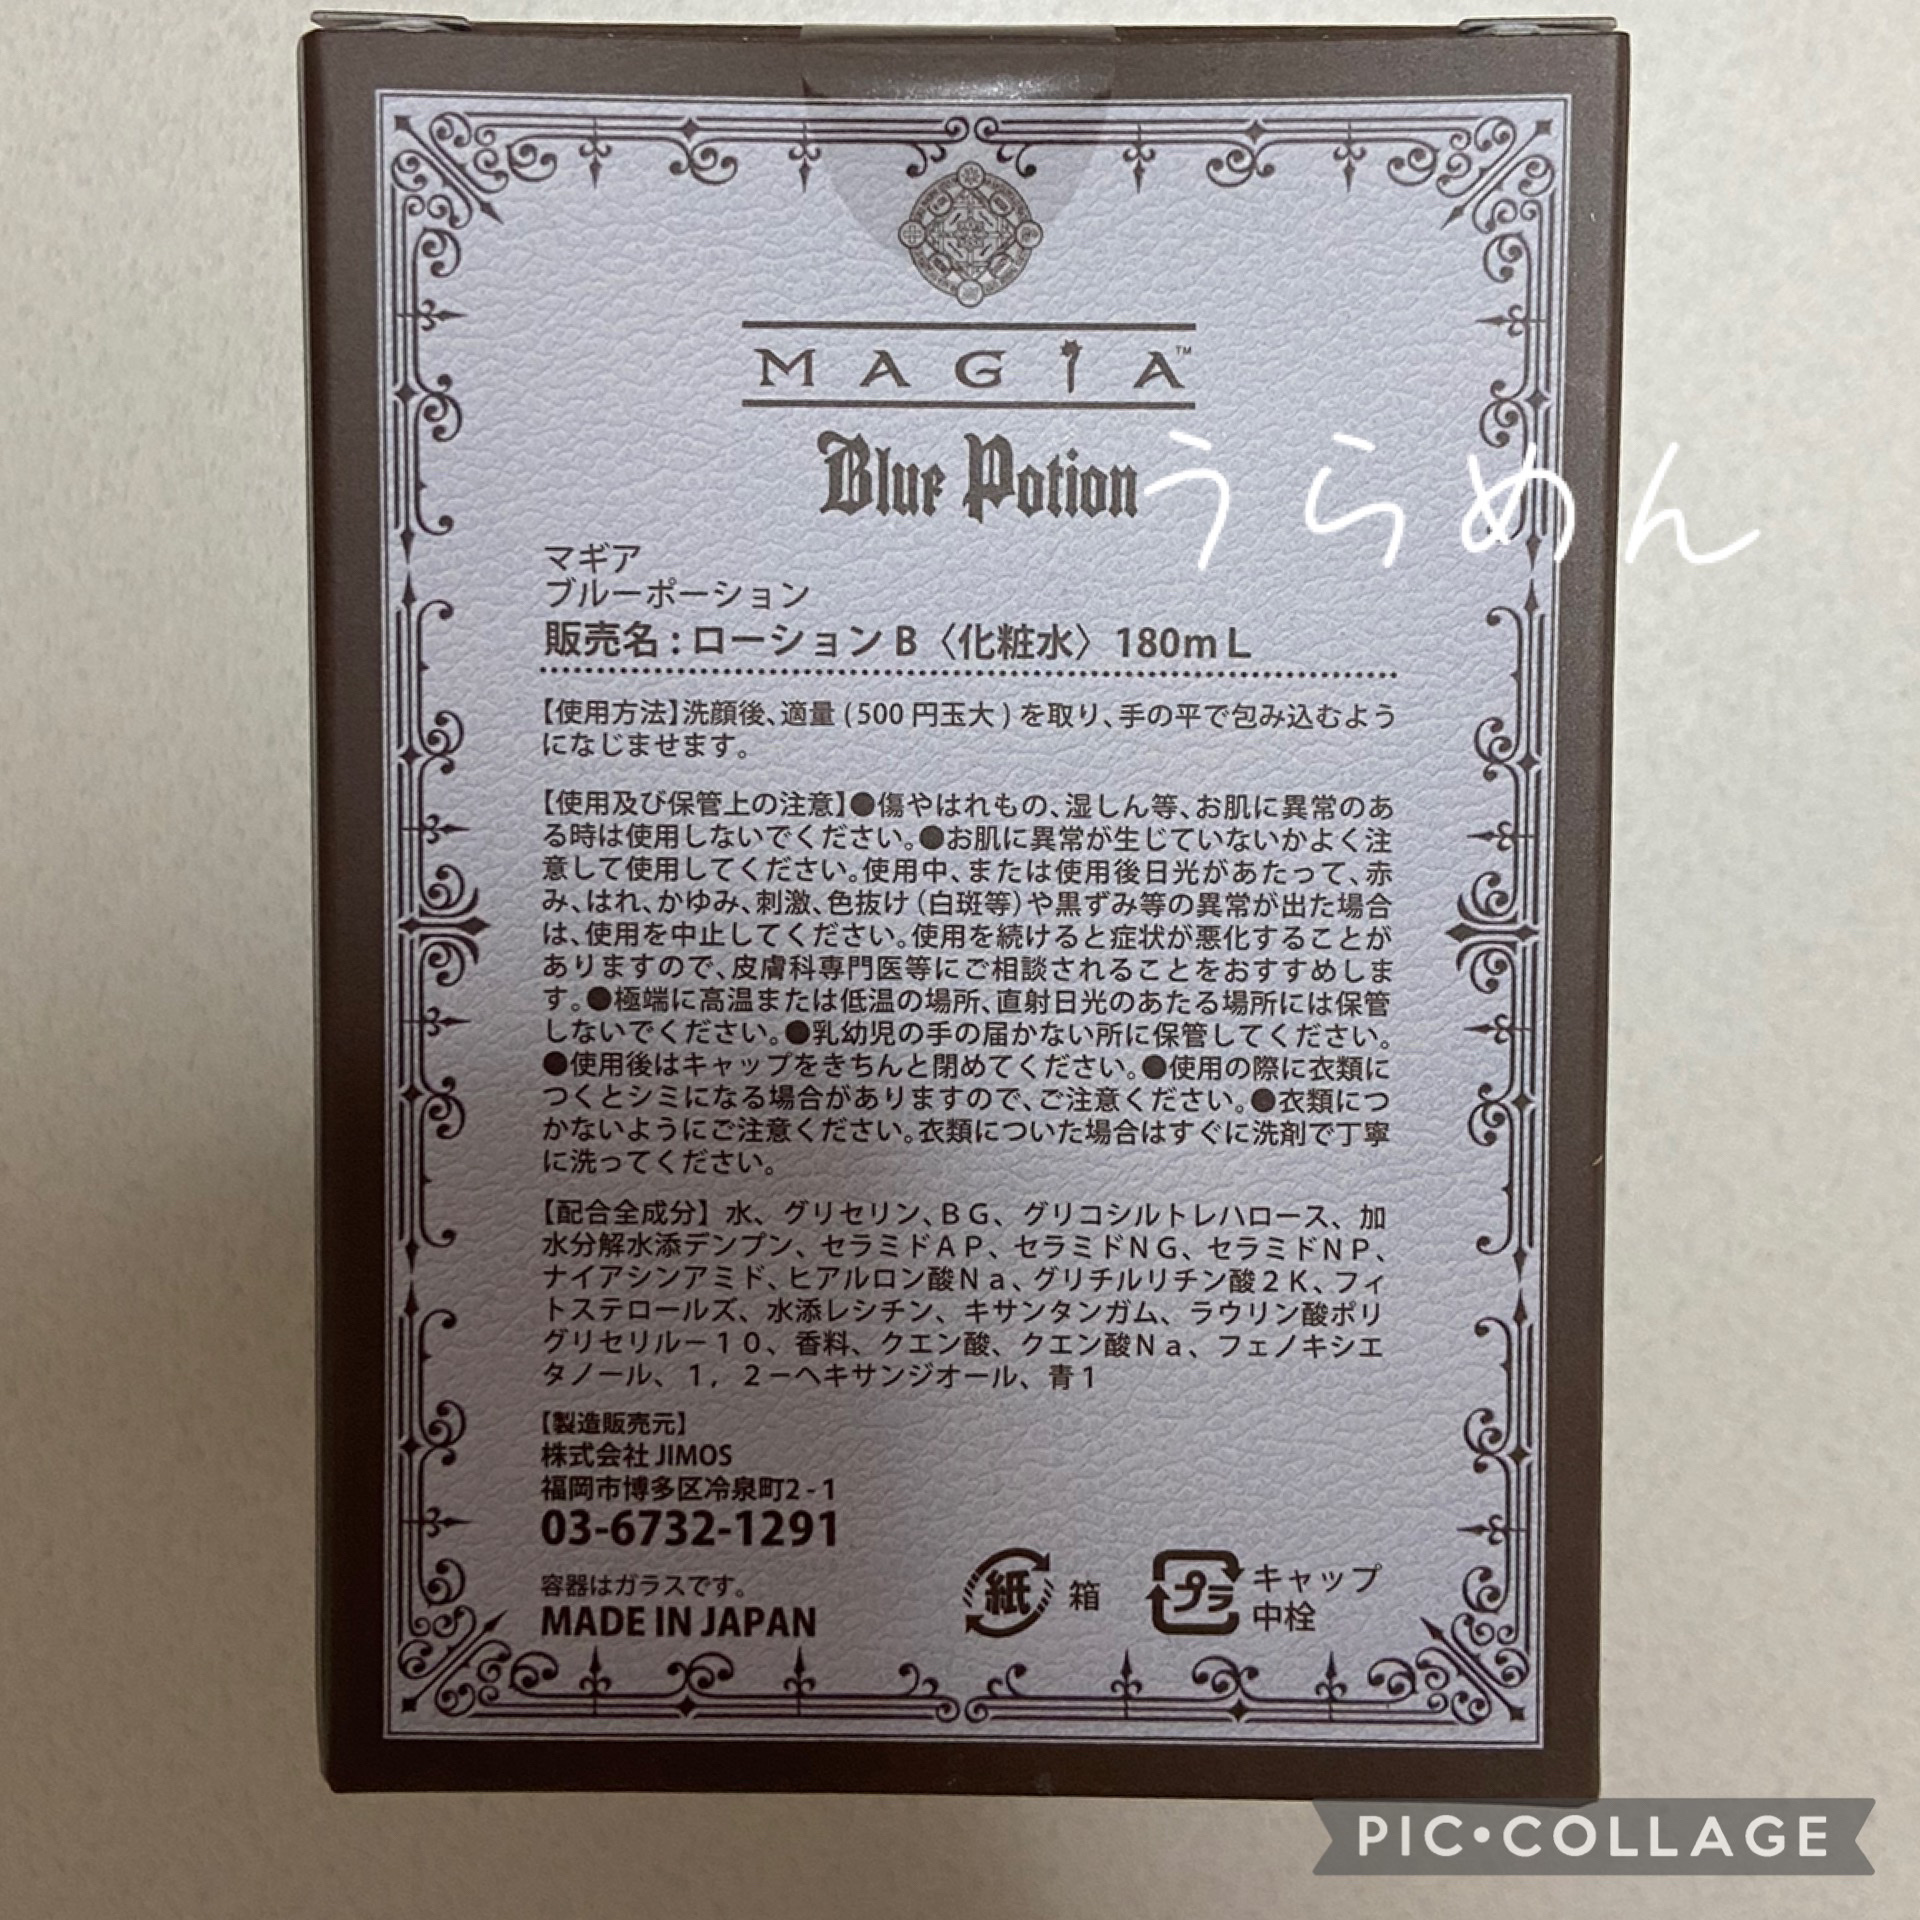 MAGIA™
Blue Potion
うらめん
マギア
ブルーポーション
販売名:ローションB〈化粧水〉180mL
【使用方法】洗顔後、適量(500円玉大)を取り、手の平で包み込むよう
になじませます。
【使用及び保管上の注意】●傷やはれもの、湿しん等、お肌に異常のあ
る時は使用しないでください。●お肌に異常が生じていないかよく注
意して使用してください。使用中、または使用後日光があたって、赤
み、はれ、かゆみ、刺激、色抜け(白斑等)や黒ずみ等の異常が出た場合
は、使用を中止してください。使用を続けると症状が悪化することが
ありますので、皮膚科専門医等にご相談されることをおすすめしま
す。●極端に高温または低温の場所、直射日光のあたる場所には保管
しないでください。●乳幼児の手の届かない所に保管してください。
●使用後はキャップをきちんと閉めてください。●使用の際に衣類に
つくとシミになる場合がありますので、ご注意ください。●衣類につ
かないようにご注意ください。衣類についた場合はすぐに洗剤で丁寧
に洗ってください。
【配合全成分】水、グリセリン、BG、グリコシルトレハロース、加
水分解水添デンプン、セラミドAP、セラミドNG、セラミドNP、
ナイアシンアミド、ヒアルロン酸Na、グリチルリチン酸2K、フィ
トステロールズ、水添レシチン、キサンタンガム、ラウリン酸ポリ
グリセリル－10、香料、クエン酸、クエン酸Na、フェノキシエ
タノール、1，2－ヘキサンジオール、青1
【製造販売元】
株式会社JIMOS
福岡市博多区冷泉町2-1
03-6732-1291
容器はガラスです。
MADE IN JAPAN
紙 箱
プラ キャップ
中栓
PIC•COLLAGE